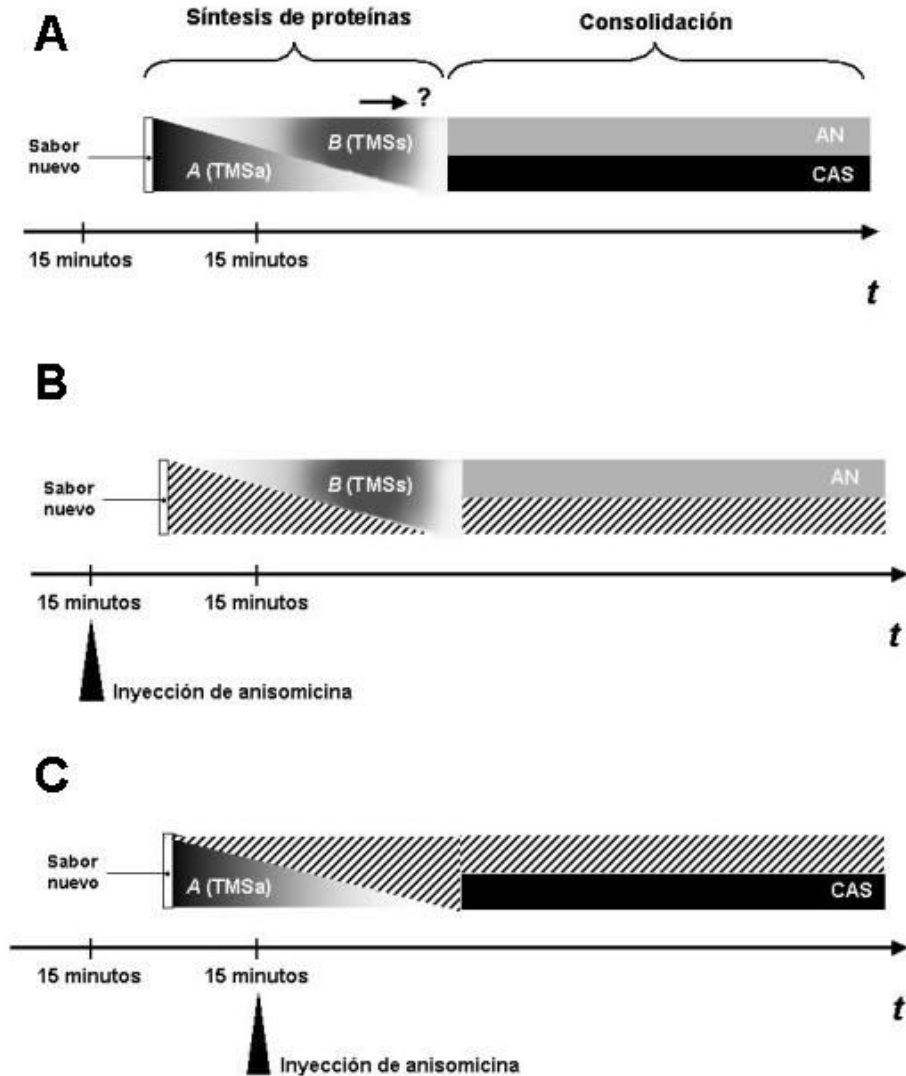 A
Síntesis de proteínas
Consolidación
?
Sabor
nuevo
A (TMSa)
B (TMSs)
AN
CAS
15 minutos
15 minutos
t
B
Sabor
nuevo
B (TMSs)
AN
15 minutos
15 minutos
t
Inyección de anisomicina
C
Sabor
nuevo
A (TMSa)
CAS
15 minutos
15 minutos
t
Inyección de anisomicina